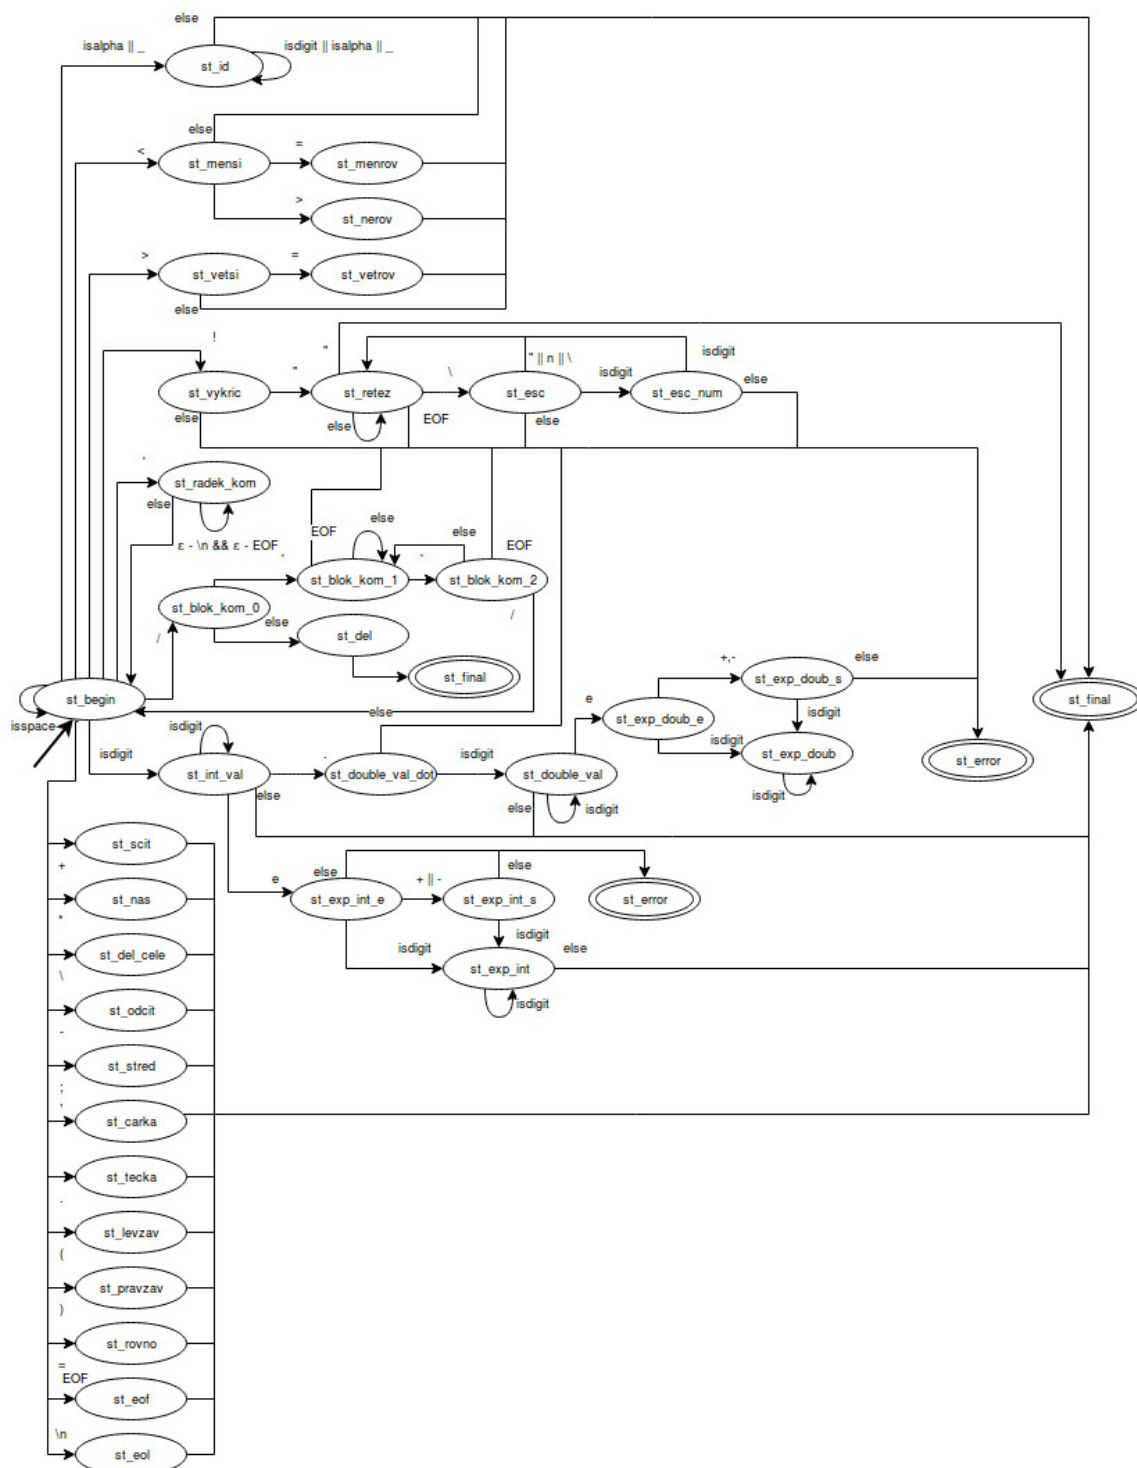 else
isalpha || _
isdigit || isalpha || _
st_id
else
<
=
st_mensi
st_menrov
>
st_nerov
>
=
st_vetsi
st_vetrov
else
!
"
isdigit
"
" || n || \
\
isdigit
else
st_vykric
st_retez
st_esc
st_esc_num
else
else
EOF
else
st_radek_kom
else
else
EOF
else
ε - \n && ε - EOF
EOF
st_blok_kom_1
st_blok_kom_2
st_blok_kom_0
/
/
else
st_del
+,-
else
st_final
st_exp_doub_s
st_begin
e
st_final
isspace
else
isdigit
st_exp_doub_e
isdigit
isdigit
isdigit
.
isdigit
st_exp_doub
st_error
st_int_val
st_double_val_dot
st_double_val
else
else
isdigit
isdigit
st_scit
+
else
else
e
+ || -
st_nas
st_exp_int_e
st_exp_int_s
st_error
*
isdigit
isdigit
else
st_del_cele
st_exp_int
\
isdigit
st_odcit
-
st_stred
;
,
st_carka
st_tecka
.
st_levzav
(
st_pravzav
)
st_rovno
=
EOF
st_eof
\n
st_eol